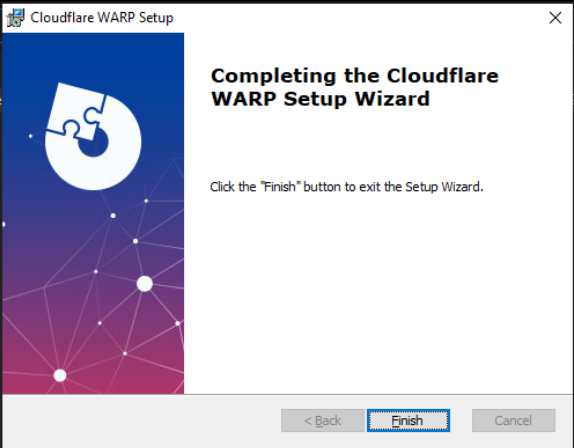 Cloudflare WARP Setup
Completing the Cloudflare
WARP Setup Wizard
Click the "Finish" button to exit the Setup Wizard.
< Back
Finish
Cancel